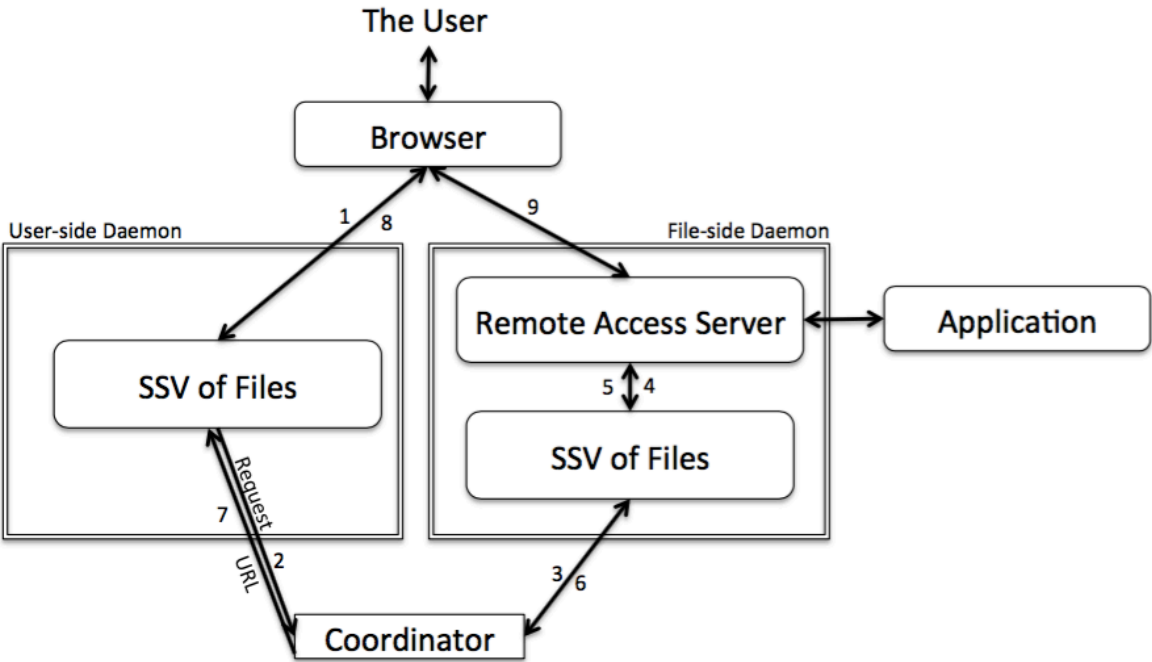 The User
Browser
1
8
9
User-side Daemon
File-side Daemon
Remote Access Server
Application
SSV of Files
5
4
SSV of Files
Request
7
2
URL
3
6
Coordinator